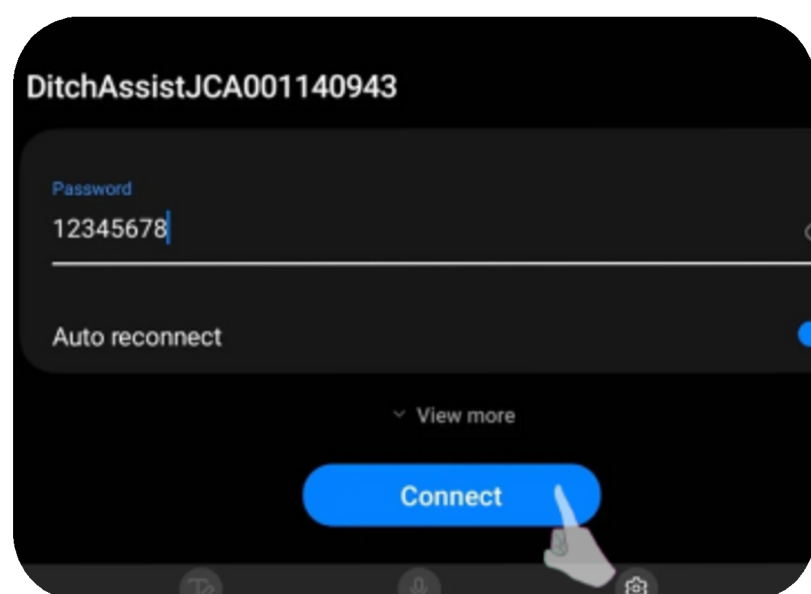 DitchAssistJCA001140943
Password
12345678
Auto reconnect
View more
Connect